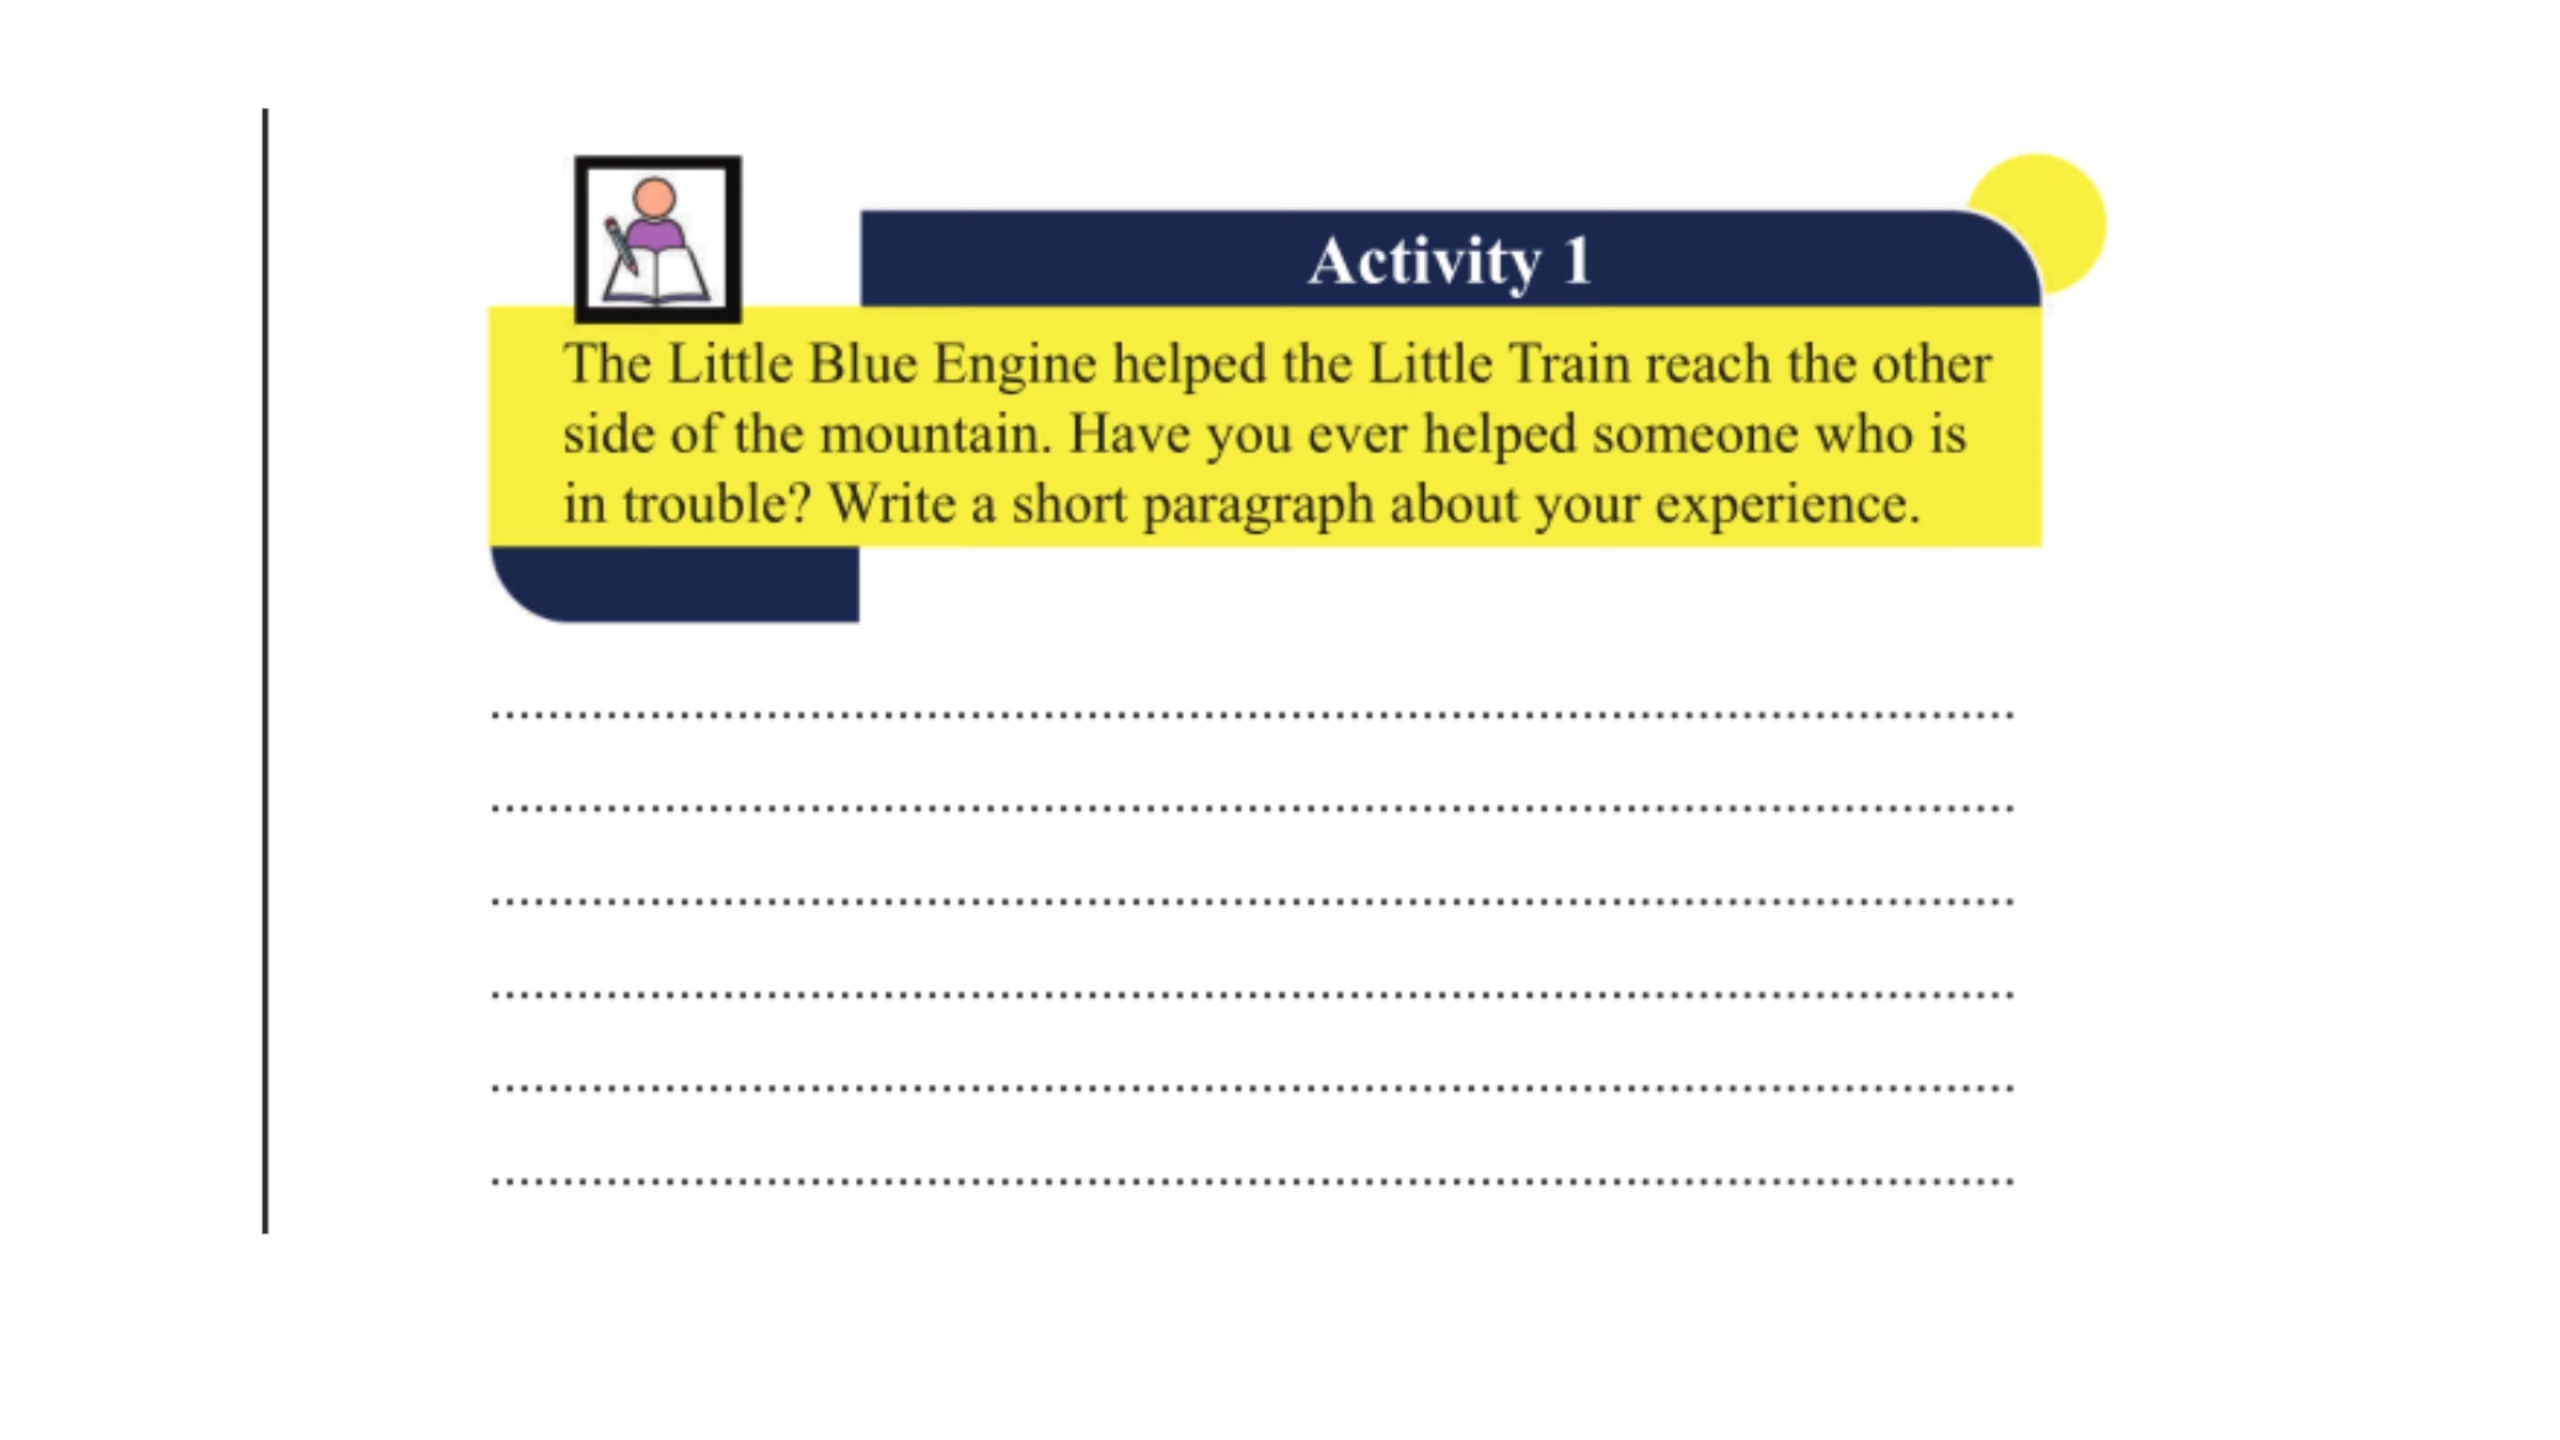 Activity 1
The Little Blue Engine helped the Little Train reach the other
side of the mountain. Have you ever helped someone who is
in trouble? Write a short paragraph about your experience.